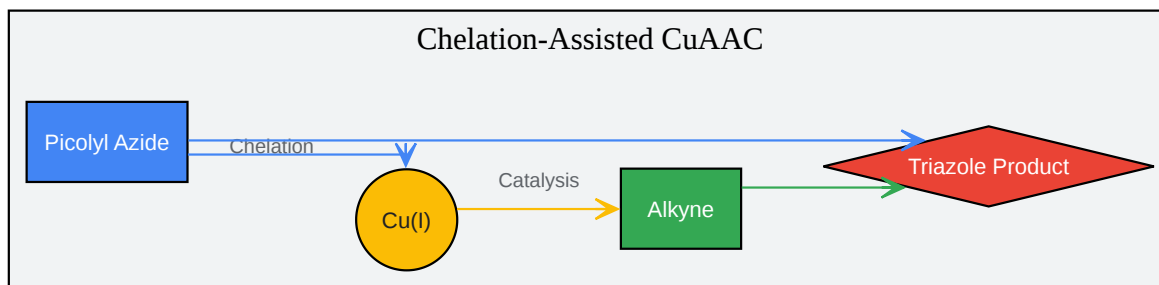 Chelation-Assisted CuAAC
Picolyl Azide
Chelation
Triazole Product
Catalysis
Cu(I)
Alkyne